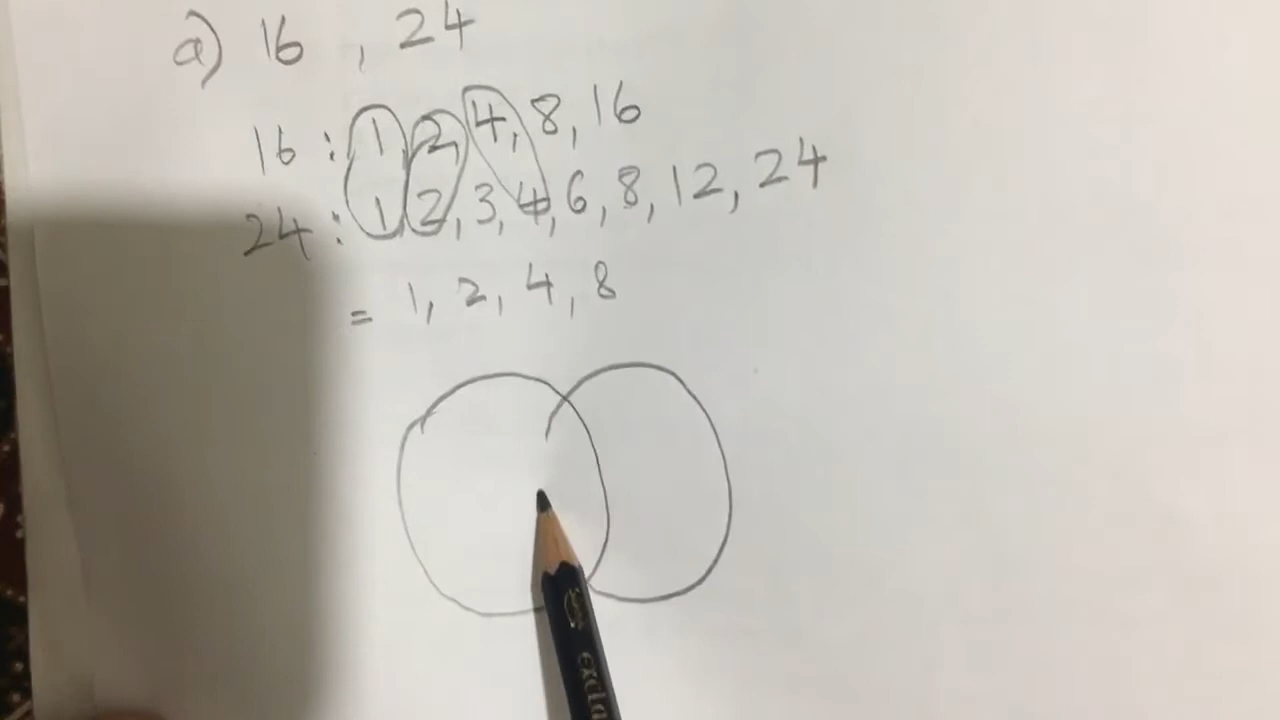 a) 16 , 24
16 : 1 2, 4, 8, 16
24 : 1 2, 3, 4, 6, 8, 12, 24
= 1, 2, 4, 8